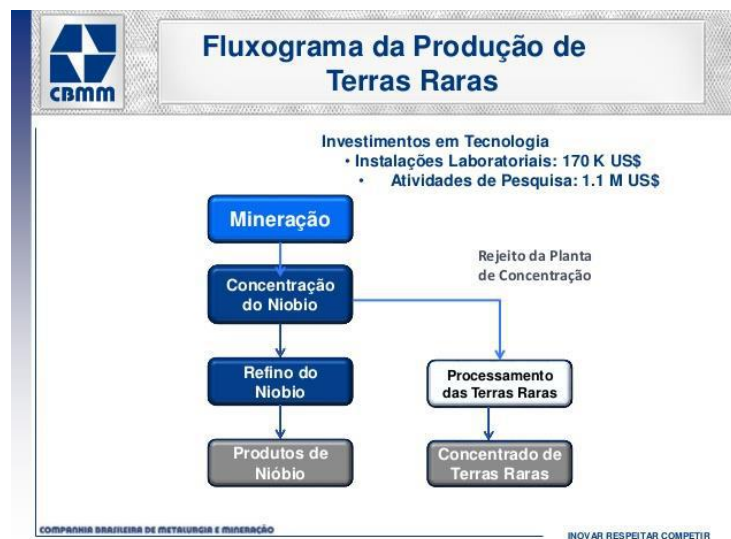 CBMM
Fluxograma da Produção de
Terras Raras
Investimentos em Tecnologia
• Instalações Laboratoriais: 170 K US$
• Atividades de Pesquisa: 1.1 M US$
Mineração
Rejeito da Planta
de Concentração
Concentração
do Niobio
Refino do
Niobio
Processamento
das Terras Raras
Produtos de
Nióbio
Concentrado de
Terras Raras
COMPANHIA BRASILEIRA DE METALURGIA E MINERAÇÃO
INOVAR RESPEITAR COMPETIR